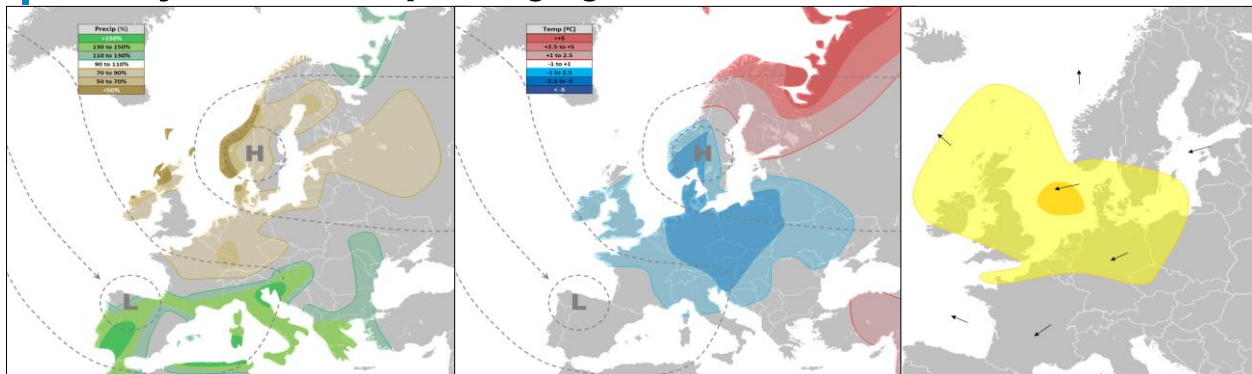 Precip (%)
>150%
130 to 150%
110 to 130%
90 to 110%
70 to 90%
50 to 70%
<50%
H
L
Temp (ºC)
>+5
+2.5 to +5
+1 to 2.5
-1 to +1
-1 to 2.5
-2.5 to -5
< -5
H
L